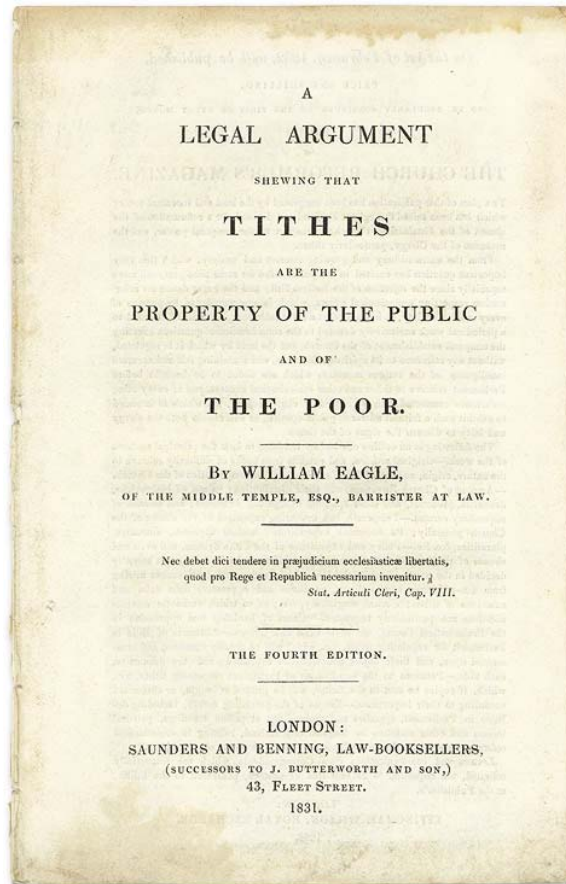 A
LEGAL ARGUMENT
SHEWING THAT
TITHES
ARE THE
PROPERTY OF THE PUBLIC
AND OF
THE POOR.
BY WILLIAM EAGLE,
OF THE MIDDLE TEMPLE, ESQ., BARRISTER AT LAW.
Nec debet dici tendere in præjudicium ecclesiasticæ libertatis,
quod pro Rege et Republicâ necessarium invenitur.
Stat. Articuli Cleri, Cap. VIII.
THE FOURTH EDITION.
LONDON:
SAUNDERS AND BENNING, LAW-BOOKSELLERS,
(SUCCESSORS TO J. BUTTERWORTH AND SON,)
43, FLEET STREET.
1831.